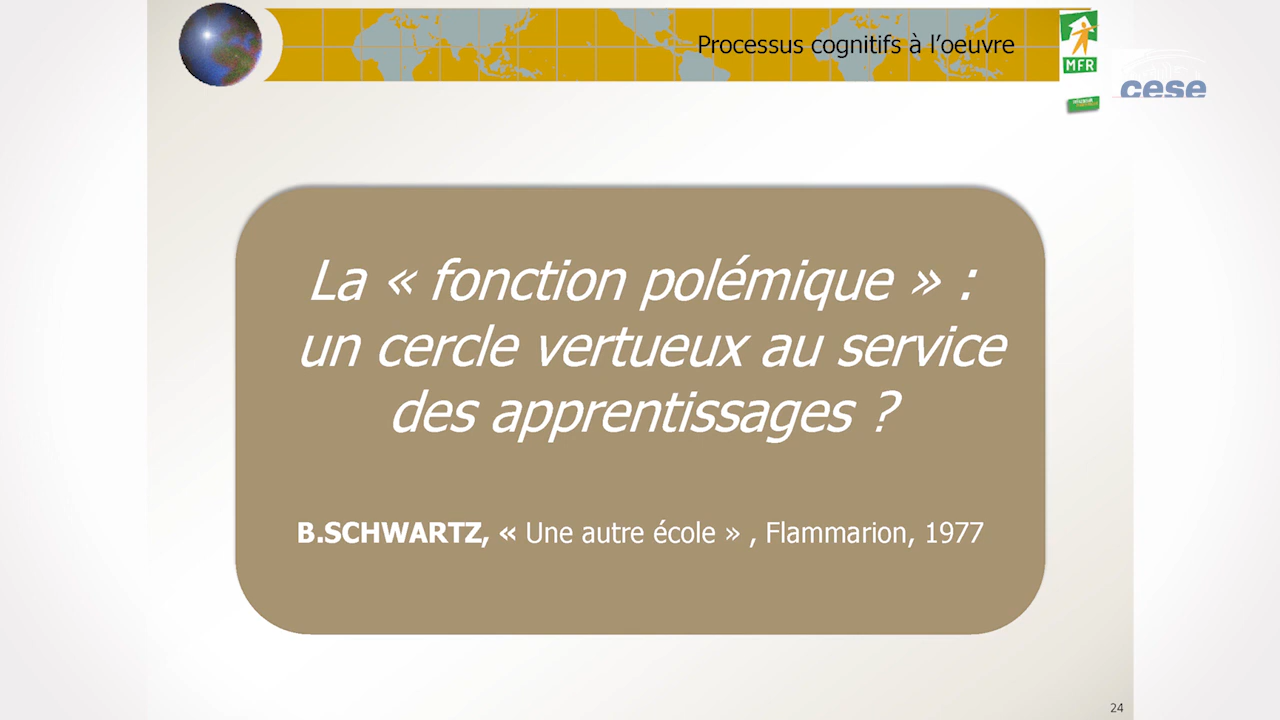 Processus cognitifs à l’oeuvre
MFR
cese
La « fonction polémique » :
un cercle vertueux au service
des apprentissages ?
B.SCHWARTZ, « Une autre école » , Flammarion, 1977
24